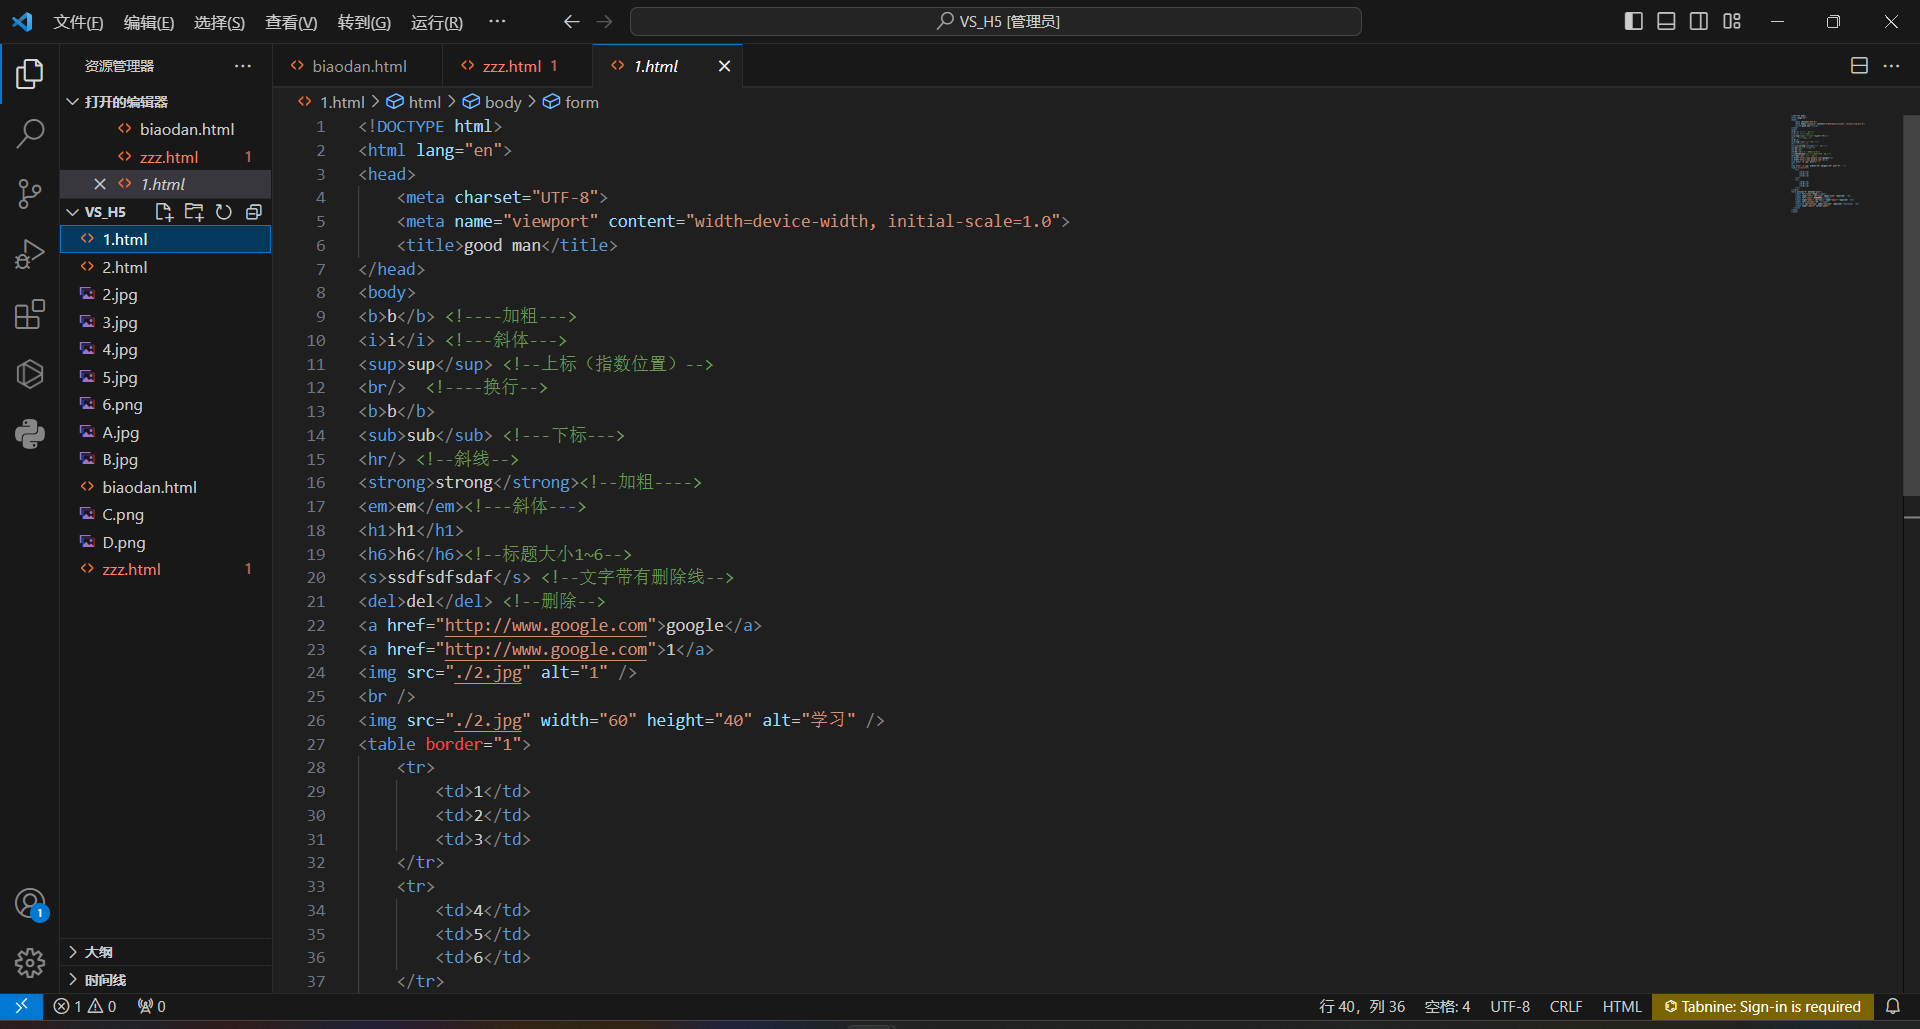 文件(F) 编辑(E) 选择(S) 查看(V) 转到(G) 运行(R) ··· VS_H5 [管理员]
资源管理器 ···
打开的编辑器
biaodan.html
zzz.html 1
1.html
VS_H5
1.html
2.html
2.jpg
3.jpg
4.jpg
5.jpg
6.png
A.jpg
B.jpg
biaodan.html
C.png
D.png
zzz.html 1
大纲
时间线
1
biaodan.html zzz.html 1 1.html
1.html > html > body > form
1 <!DOCTYPE html>
2 <html lang="en">
3 <head>
4 <meta charset="UTF-8">
5 <meta name="viewport" content="width=device-width, initial-scale=1.0">
6 <title>good man</title>
7 </head>
8 <body>
9 <b>b</b> <!----加粗--->
10 <i>i</i> <!---斜体--->
11 <sup>sup</sup> <!--上标（指数位置）-->
12 <br/>  <!----换行-->
13 <b>b</b>
14 <sub>sub</sub> <!---下标--->
15 <hr/> <!--斜线-->
16 <strong>strong</strong><!--加粗---->
17 <em>em</em><!---斜体--->
18 <h1>h1</h1>
19 <h6>h6</h6><!--标题大小1~6-->
20 <s>ssdfsdfsdaf</s> <!--文字带有删除线-->
21 <del>del</del> <!--删除-->
22 <a href="http://www.google.com">google</a>
23 <a href="http://www.google.com">1</a>
24 <img src="./2.jpg" alt="1" />
25 <br />
26 <img src="./2.jpg" width="60" height="40" alt="学习" />
27 <table border="1">
28 <tr>
29 <td>1</td>
30 <td>2</td>
31 <td>3</td>
32 </tr>
33 <tr>
34 <td>4</td>
35 <td>5</td>
36 <td>6</td>
37 </tr>
1 0 0 行 40，列 36 空格: 4 UTF-8 CRLF HTML Tabnine: Sign-in is required